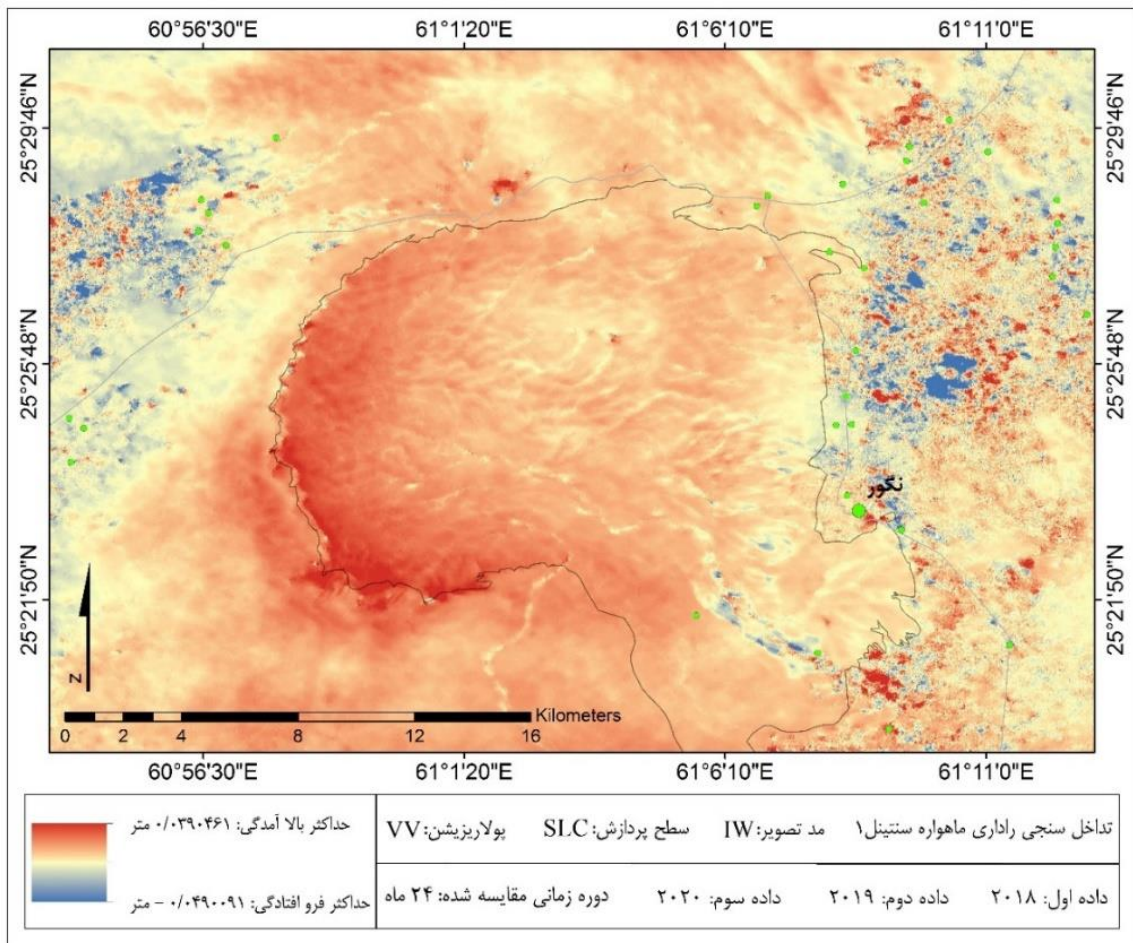 60°56'30"E 61°1'20"E 61°6'10"E 61°11'0"E
25°29'46"N 25°29'46"N
25°25'48"N 25°25'48"N
نگور
25°21'50"N 25°21'50"N
N
Kilometers
0 2 4 8 12 16
60°56'30"E 61°1'20"E 61°6'10"E 61°11'0"E
تداخل سنجی راداری ماهواره سنتینل۱ مد تصویر: IW سطح پردازش: SLC پولاریزیشن: VV
داده اول: ۲۰۱۸ داده دوم: ۲۰۱۹ داده سوم: ۲۰۲۰ دوره زمانی مقایسه شده: ۲۴ ماه
حداکثر بالا آمدگی: ۰/۰۳۹۰۴۶۱ متر
حداکثر فرو افتادگی: ۰/۰۴۹۰۰۹۱ − متر